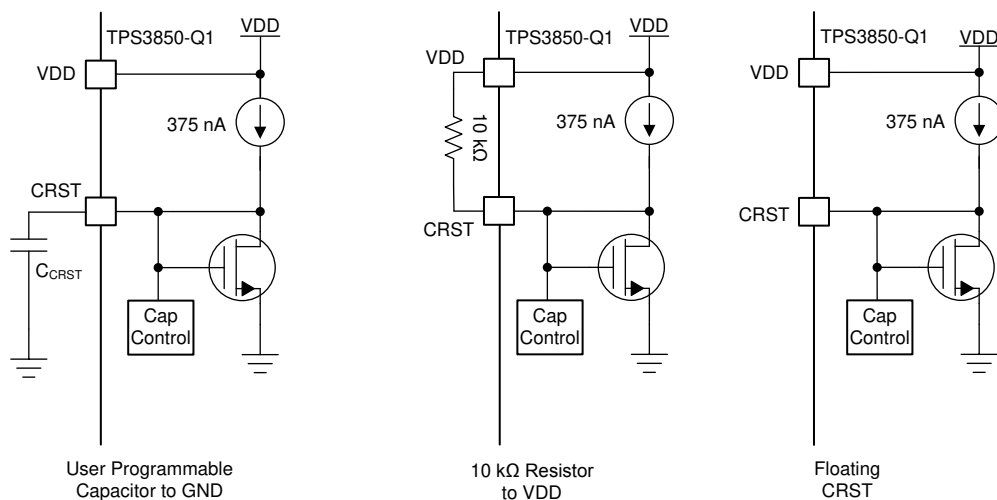 TPS3850-Q1
VDD
VDD
375 nA
CRST
CCRST
Cap
Control
User Programmable
Capacitor to GND
TPS3850-Q1
VDD
VDD
10 kΩ
375 nA
CRST
Cap
Control
10 kΩ Resistor
to VDD
TPS3850-Q1
VDD
VDD
375 nA
CRST
Cap
Control
Floating
CRST